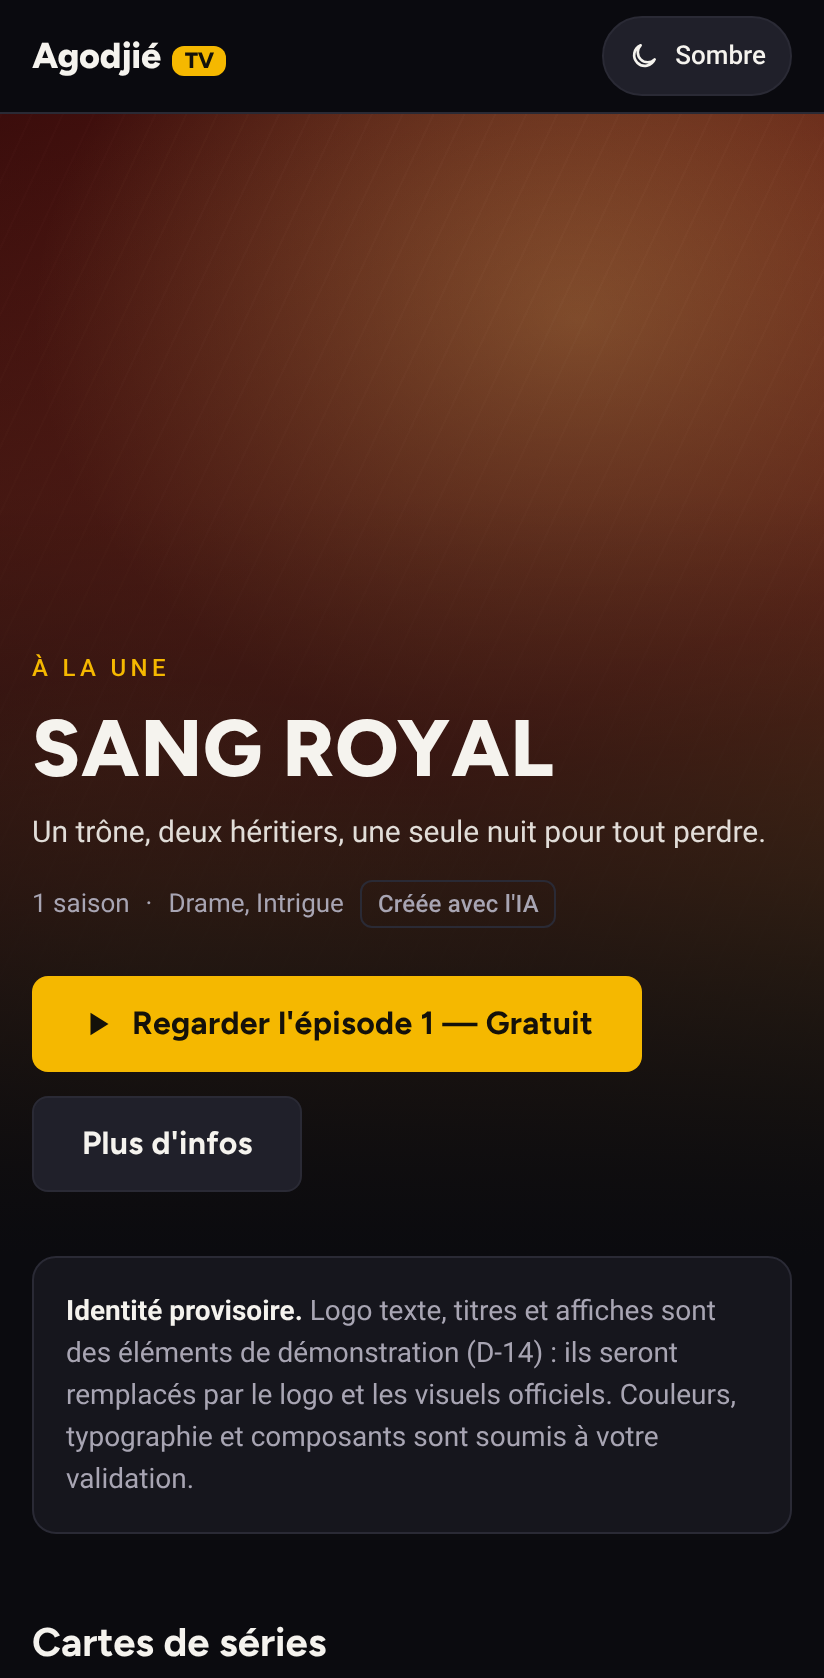 Agodjié TV
Sombre
À LA UNE
SANG ROYAL
Un trône, deux héritiers, une seule nuit pour tout perdre.
1 saison · Drame, Intrigue Créée avec l'IA
Regarder l'épisode 1 — Gratuit
Plus d'infos
Identité provisoire. Logo texte, titres et affiches sont
des éléments de démonstration (D-14) : ils seront
remplacés par le logo et les visuels officiels. Couleurs,
typographie et composants sont soumis à votre
validation.
Cartes de séries